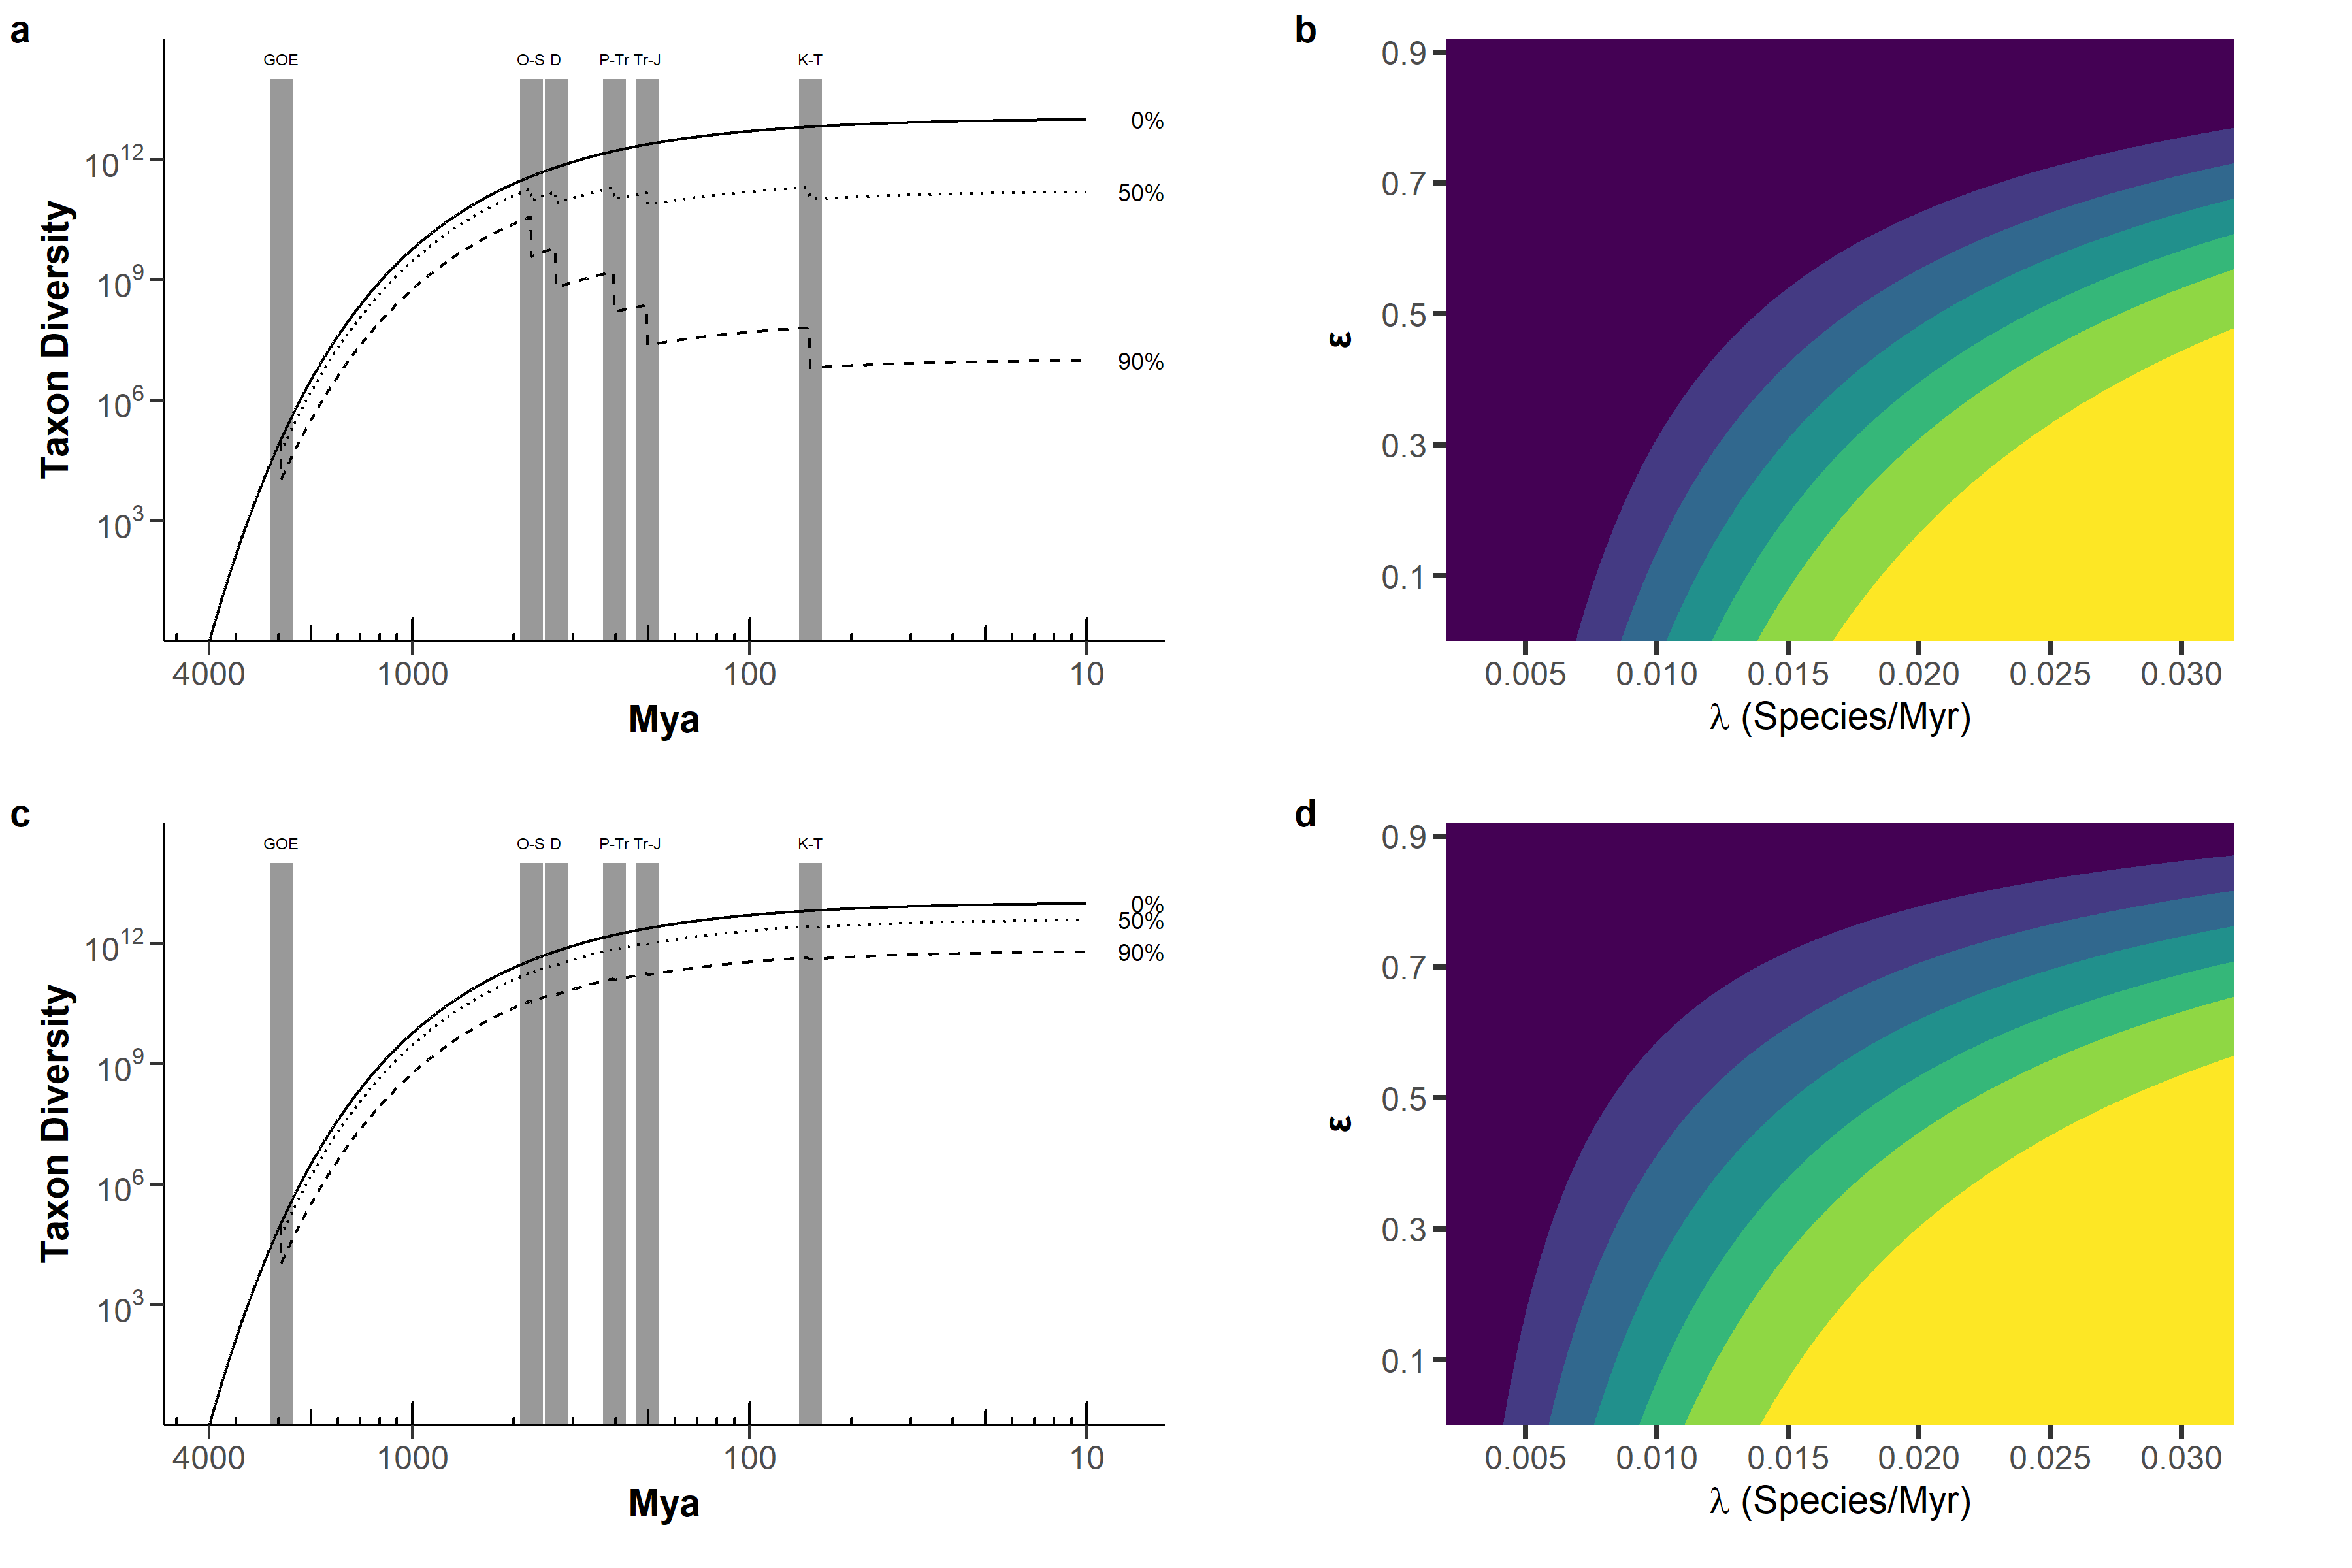 a
GOE O-S D P-Tr Tr-J K-T
0%
50%
90%
10^12
10^9
10^6
10^3
Taxon Diversity
4000 1000 100 10
Mya
b
0.9
0.7
0.5
0.3
0.1
ε
0.005 0.010 0.015 0.020 0.025 0.030
λ (Species/Myr)
c
GOE O-S D P-Tr Tr-J K-T
0%
50%
90%
10^12
10^9
10^6
10^3
Taxon Diversity
4000 1000 100 10
Mya
d
0.9
0.7
0.5
0.3
0.1
ε
0.005 0.010 0.015 0.020 0.025 0.030
λ (Species/Myr)